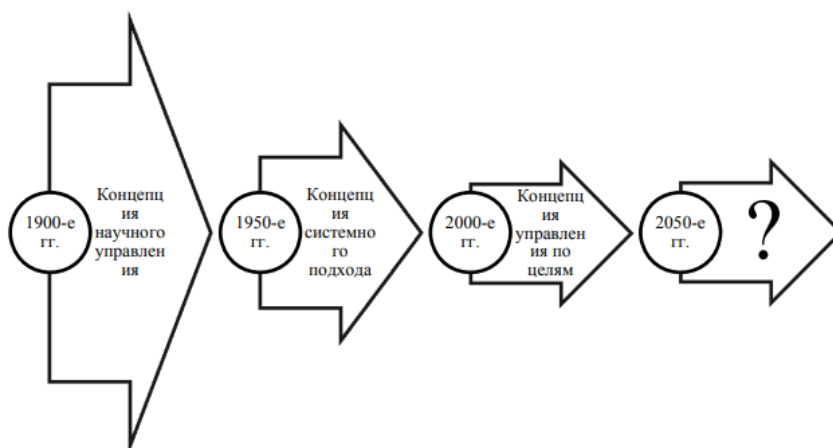 1900-е
гг.
Концепц
ия
научного
управлен
ия
1950-е
гг.
Концепц
ия
системно
го
подхода
2000-е
гг.
Концепц
ия
управлен
ия по
целям
2050-е
гг.
?